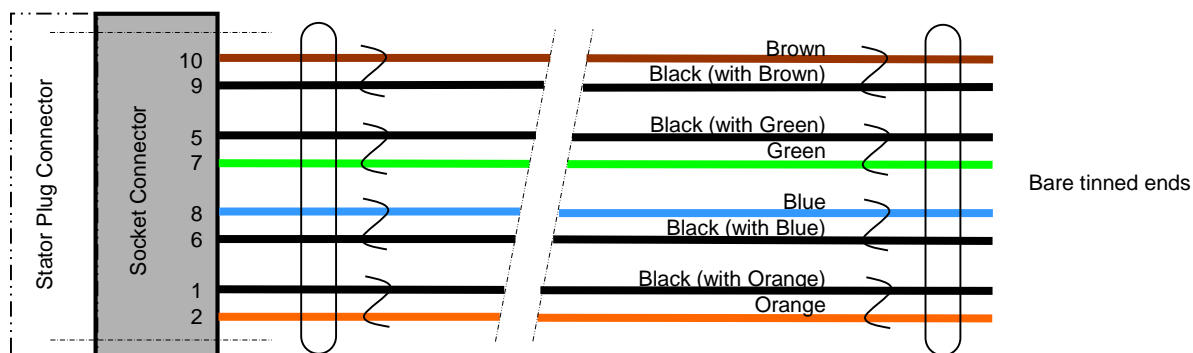 Stator Plug Connector
Socket Connector
10
Brown
9
Black (with Brown)
5
Black (with Green)
7
Green
8
Blue
6
Black (with Blue)
1
Black (with Orange)
2
Orange
Bare tinned ends